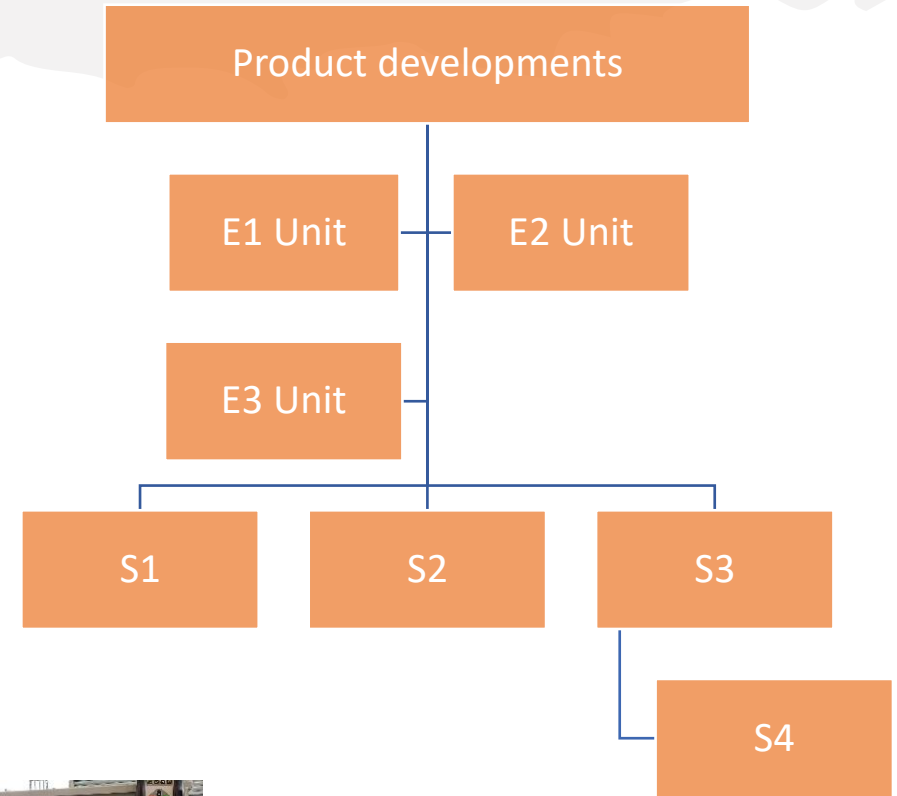 Product developments
E1 Unit
E2 Unit
E3 Unit
S1
S2
S3
S4